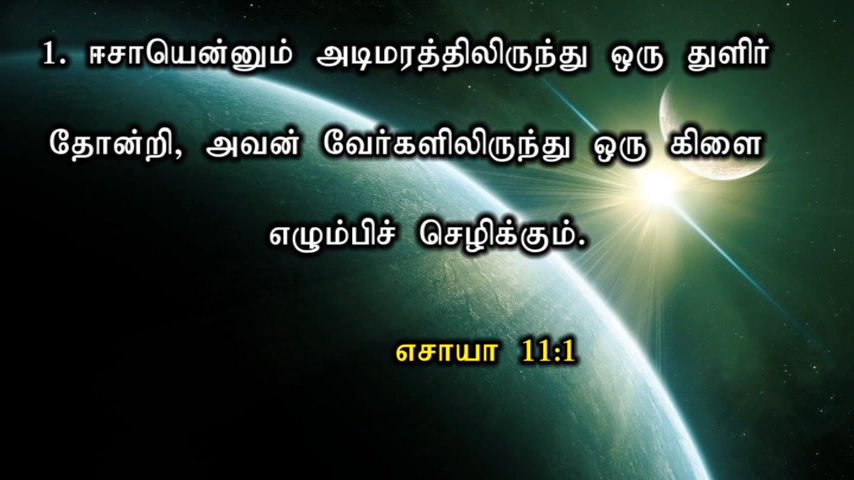 1. ஈசாயென்னும் அடிமரத்திலிருந்து ஒரு துளிர்
தோன்றி, அவன் வேர்களிலிருந்து ஒரு கிளை
எழும்பிச் செழிக்கும்.
எசாயா 11:1